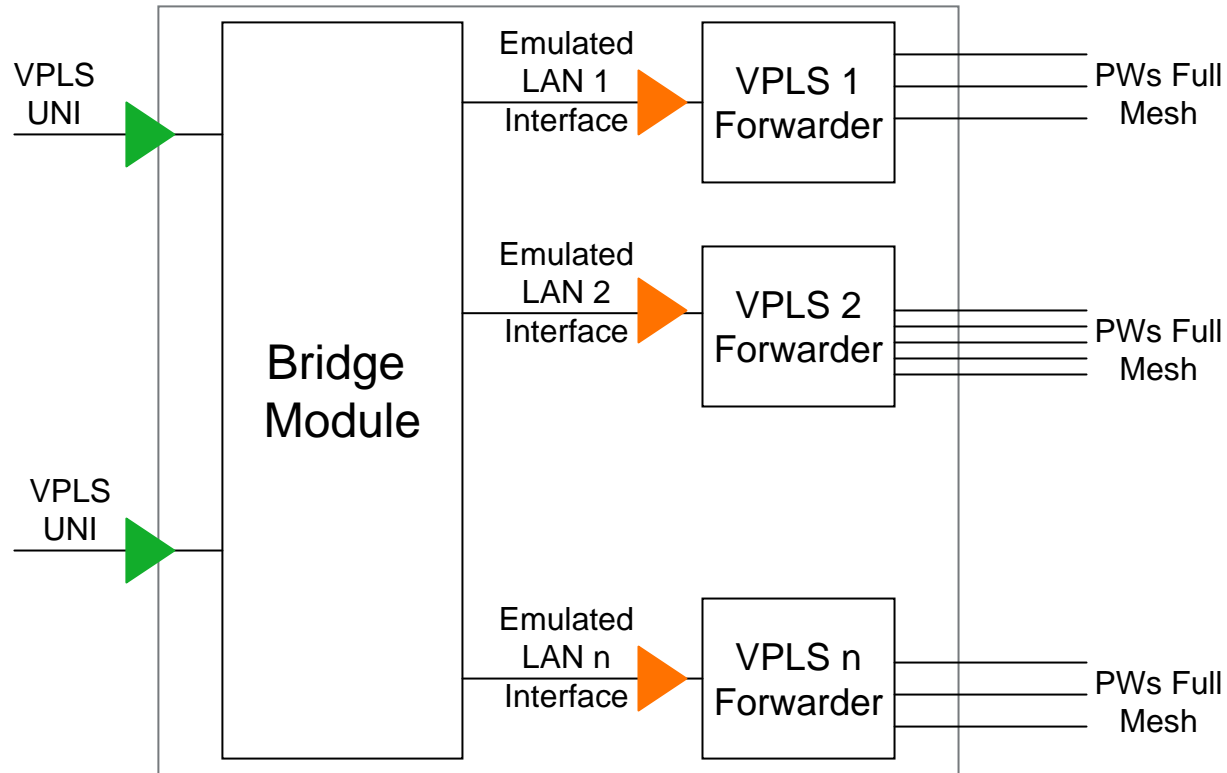 VPLS
UNI
VPLS
UNI
Bridge
Module
Emulated
LAN 1
Interface
VPLS 1
Forwarder
PWs Full
Mesh
Emulated
LAN 2
Interface
VPLS 2
Forwarder
PWs Full
Mesh
Emulated
LAN n
Interface
VPLS n
Forwarder
PWs Full
Mesh